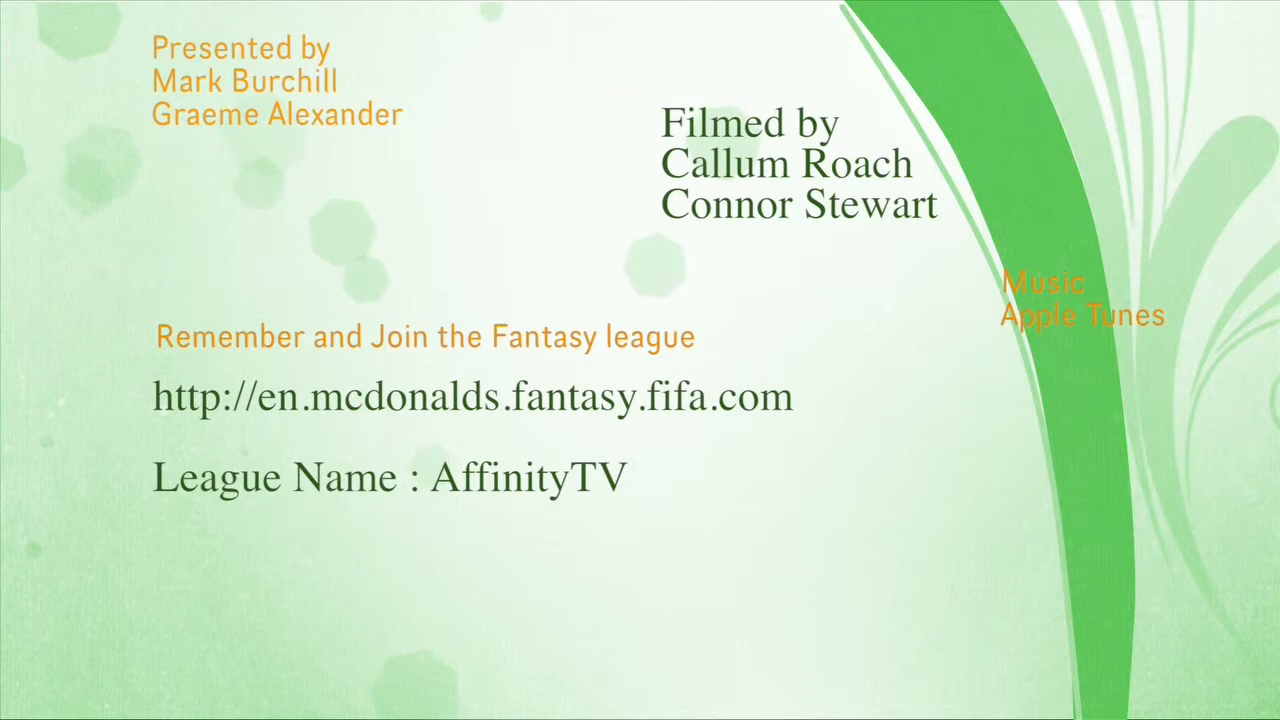 Presented by
Mark Burchill
Graeme Alexander
Filmed by
Callum Roach
Connor Stewart
Music
Apple Tunes
Remember and Join the Fantasy league
http://en.mcdonalds.fantasy.fifa.com
League Name : AffinityTV